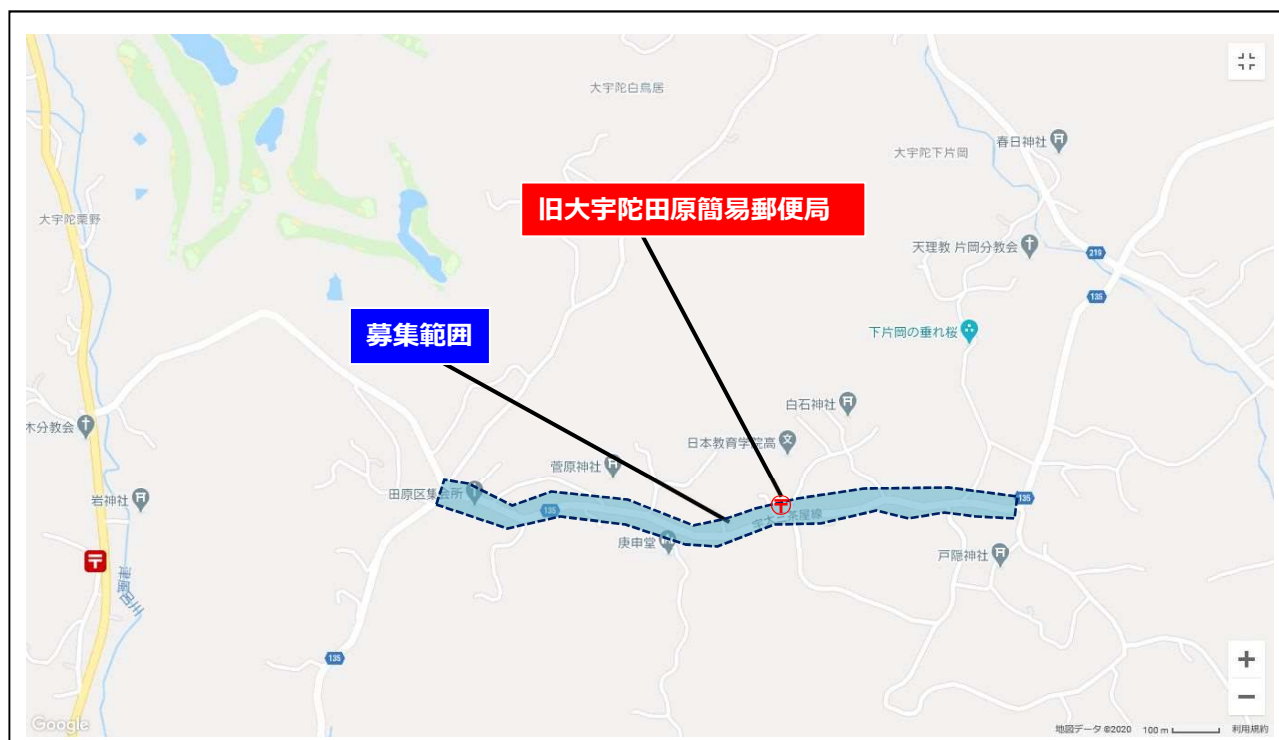 大宇陀白鳥居
春日神社
大宇陀下片岡
旧大宇陀田原簡易郵便局
大宇陀栗野
天理教 片岡分教会
219
135
募集範囲
下片岡の垂れ桜
白石神社
木分教会
日本教育学院高
菅原神社
岩神社
田原区集会所
135
135
庚申堂
戸隠神社
津風呂川
135
+
−
Google
地図データ ©2020 100 m 利用規約